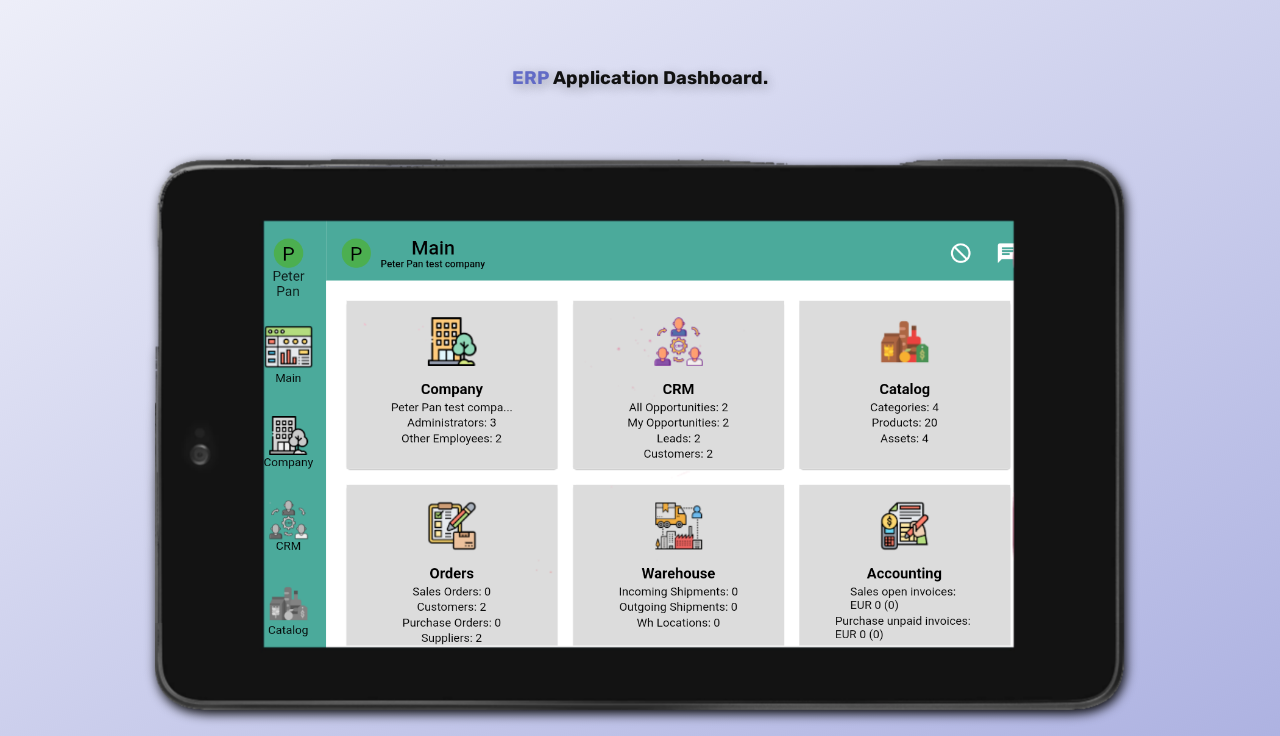 ERP Application Dashboard.
P
Peter
Pan
Main
Company
CRM
Catalog
P
Main
Peter Pan test company
Company
Peter Pan test compa...
Administrators: 3
Other Employees: 2
CRM
All Opportunities: 2
My Opportunities: 2
Leads: 2
Customers: 2
Catalog
Categories: 4
Products: 20
Assets: 4
Orders
Sales Orders: 0
Customers: 2
Purchase Orders: 0
Suppliers: 2
Warehouse
Incoming Shipments: 0
Outgoing Shipments: 0
Wh Locations: 0
Accounting
Sales open invoices:
EUR 0 (0)
Purchase unpaid invoices:
EUR 0 (0)